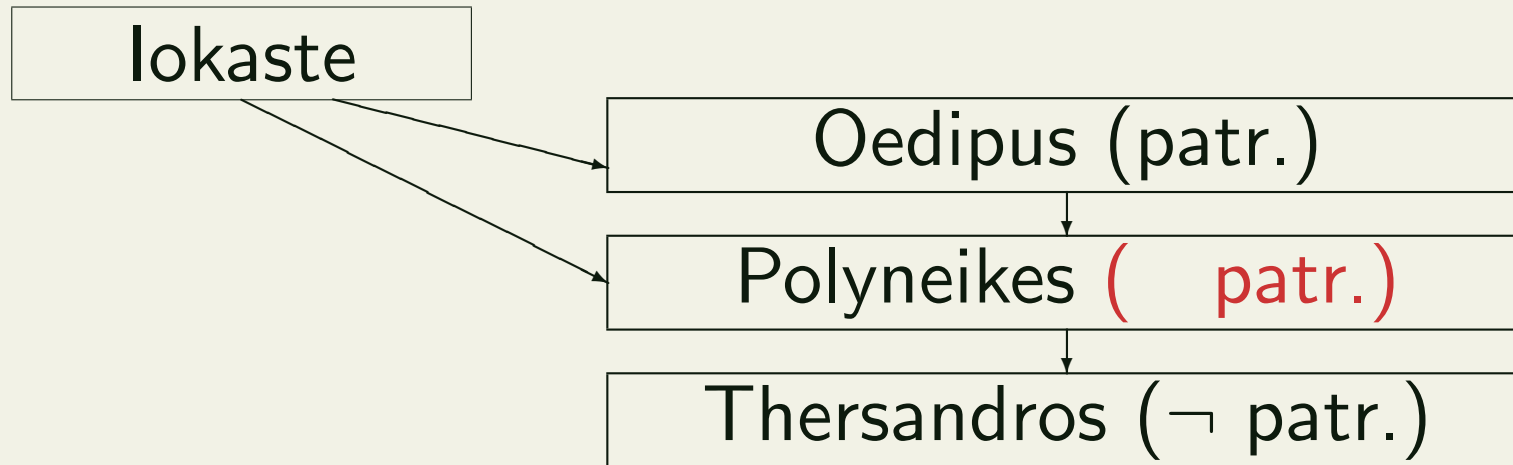 Iokaste
Oedipus (patr.)
Polyneikes ( patr.)
Thersandros (¬ patr.)